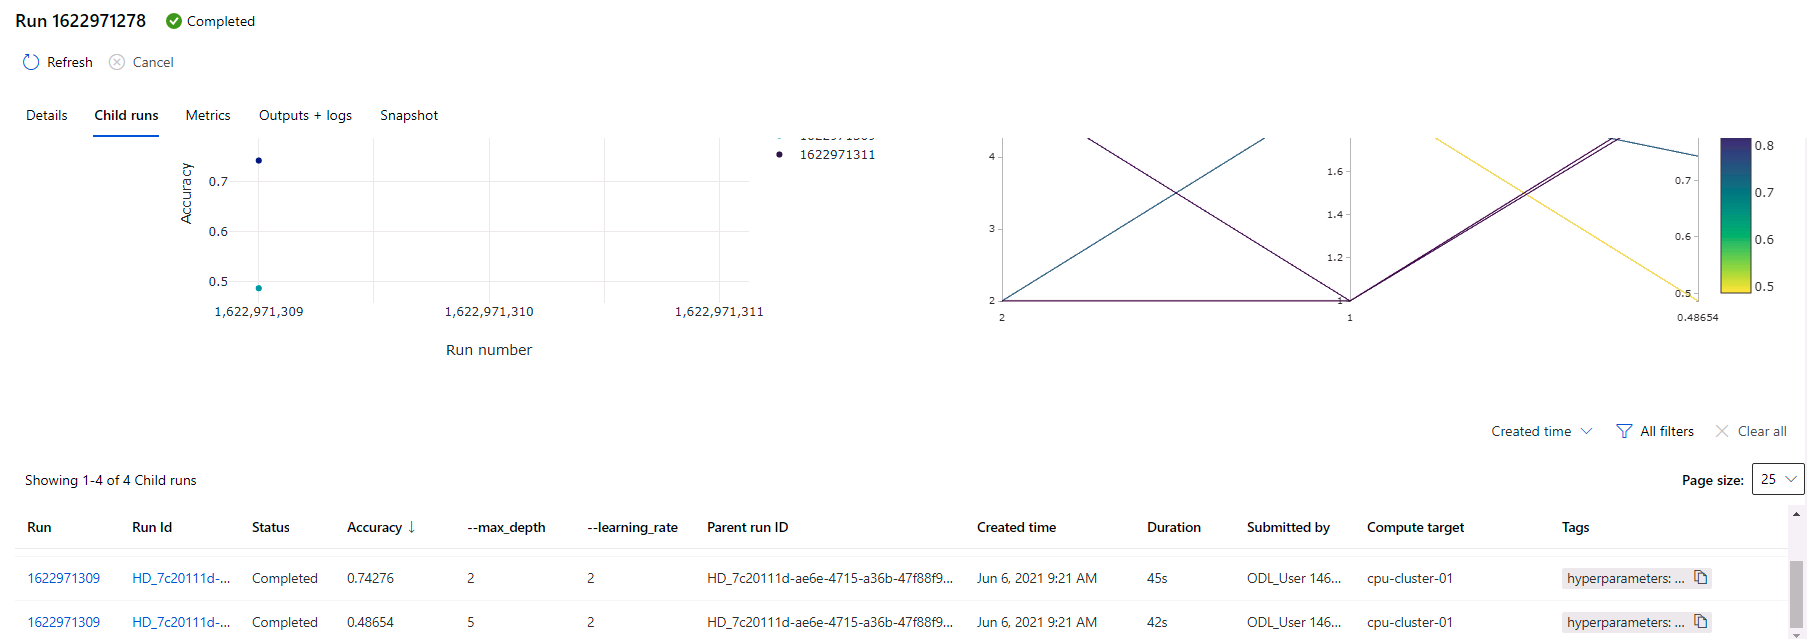 Run 1622971278 Completed
Refresh Cancel
Details Child runs Metrics Outputs + logs Snapshot
1622971309
1622971311
Accuracy
0.7
0.6
0.5
1,622,971,309 1,622,971,310 1,622,971,311
Run number
4
3
2
2
1.6
1.4
1.2
1
1
0.7
0.6
0.5
0.48654
0.8
0.7
0.6
0.5
Created time All filters Clear all
Showing 1-4 of 4 Child runs Page size: 25
Run Run Id Status Accuracy ↓ --max_depth --learning_rate Parent run ID Created time Duration Submitted by Compute target Tags
1622971309 HD_7c20111d-... Completed 0.74276 2 2 HD_7c20111d-ae6e-4715-a36b-47f88f9... Jun 6, 2021 9:21 AM 45s ODL_User 146... cpu-cluster-01 hyperparameters: ...
1622971309 HD_7c20111d-... Completed 0.48654 5 2 HD_7c20111d-ae6e-4715-a36b-47f88f9... Jun 6, 2021 9:21 AM 42s ODL_User 146... cpu-cluster-01 hyperparameters: ...